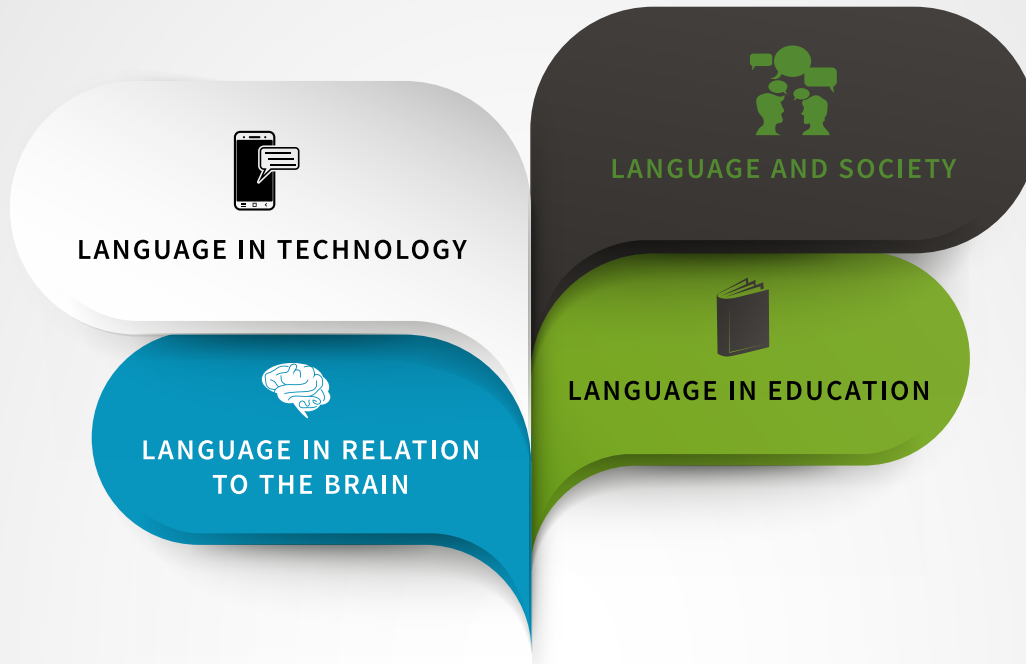 LANGUAGE AND SOCIETY
LANGUAGE IN TECHNOLOGY
LANGUAGE IN EDUCATION
LANGUAGE IN RELATION
TO THE BRAIN